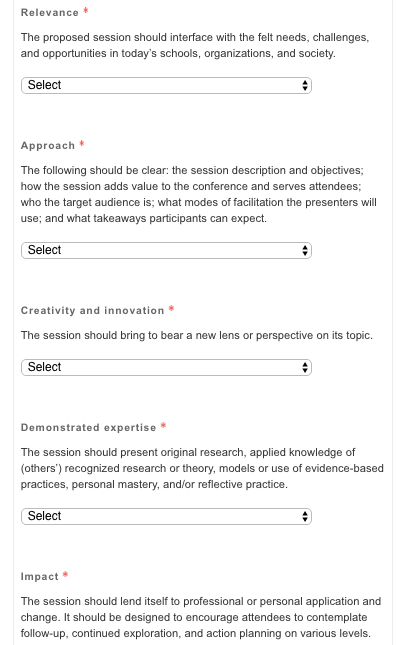 Relevance *
The proposed session should interface with the felt needs, challenges,
and opportunities in today's schools, organizations, and society.
Select
Approach *
The following should be clear: the session description and objectives;
how the session adds value to the conference and serves attendees;
who the target audience is; what modes of facilitation the presenters will
use; and what takeaways participants can expect.
Select
Creativity and innovation *
The session should bring to bear a new lens or perspective on its topic.
Select
Demonstrated expertise *
The session should present original research, applied knowledge of
(others') recognized research or theory, models or use of evidence-based
practices, personal mastery, and/or reflective practice.
Select
Impact *
The session should lend itself to professional or personal application and
change. It should be designed to encourage attendees to contemplate
follow-up, continued exploration, and action planning on various levels.